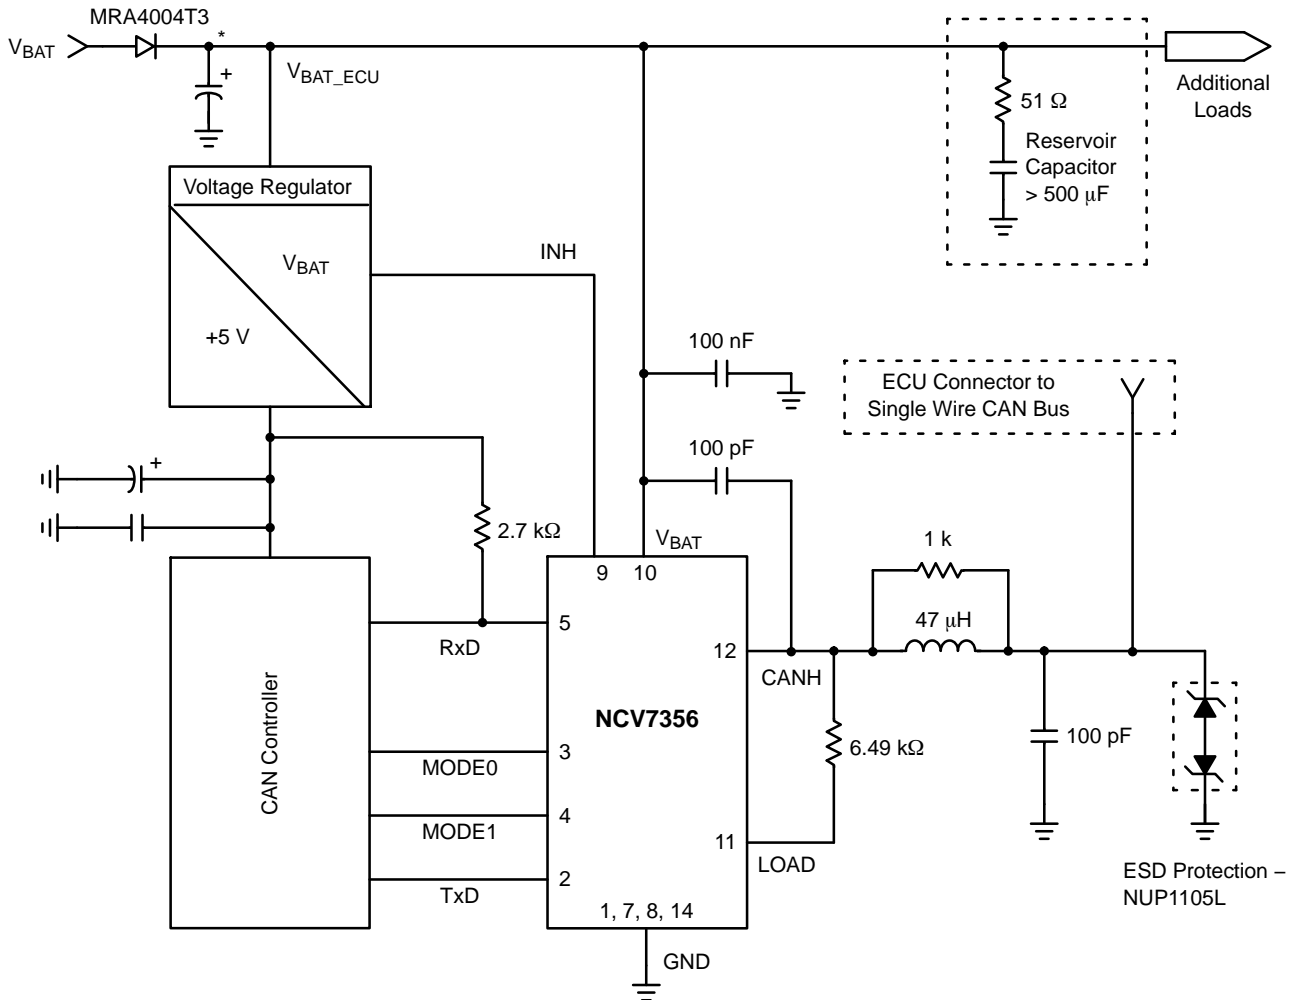 MRA4004T3
V_BAT
*
+
V_BAT_ECU
51 Ω
Additional
Loads
Reservoir
Capacitor
> 500 μF
Voltage Regulator
V_BAT
+5 V
INH
100 nF
ECU Connector to
Single Wire CAN Bus
100 pF
+
2.7 kΩ
V_BAT
9
10
1 k
47 μH
RxD
5
12
CANH
CAN Controller
NCV7356
6.49 kΩ
100 pF
MODE0
3
MODE1
4
11
LOAD
TxD
2
1, 7, 8, 14
GND
ESD Protection –
NUP1105L